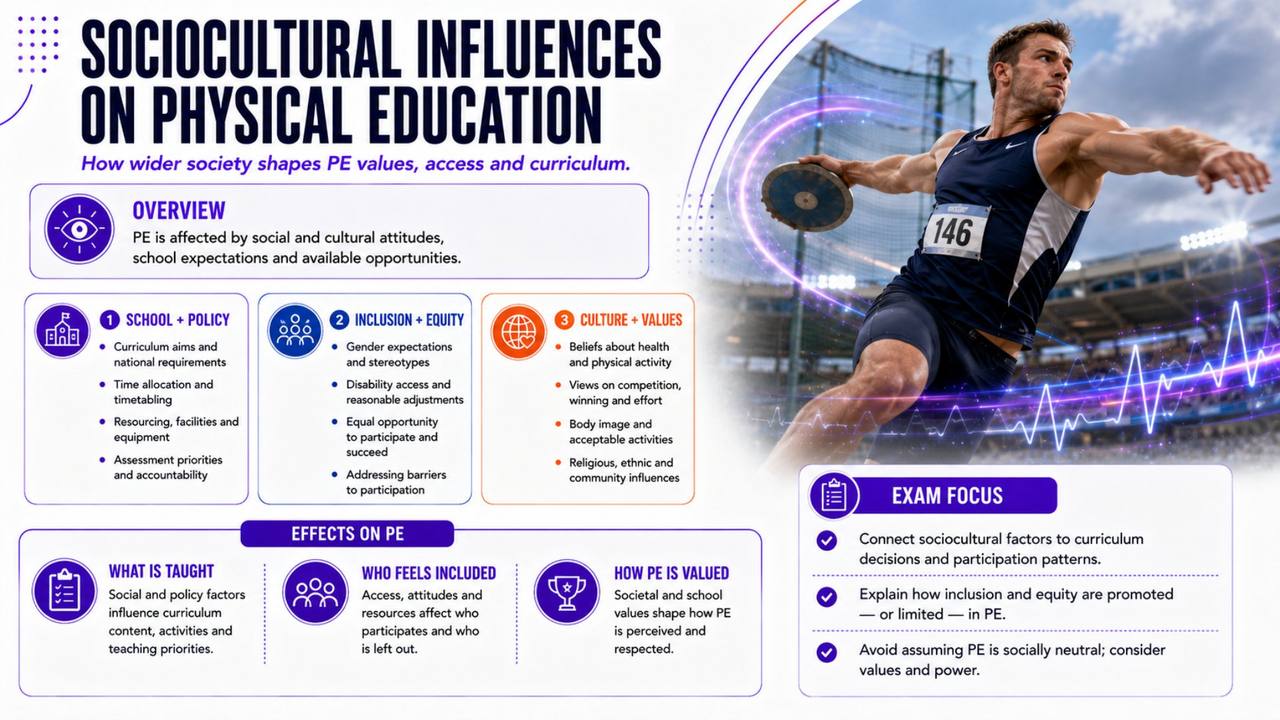 SOCIOCULTURAL INFLUENCES
ON PHYSICAL EDUCATION
How wider society shapes PE values, access and curriculum.
OVERVIEW
PE is affected by social and cultural attitudes,
school expectations and available opportunities.
1 SCHOOL + POLICY
• Curriculum aims and
national requirements
• Time allocation and
timetabling
• Resourcing, facilities and
equipment
• Assessment priorities
and accountability
2 INCLUSION + EQUITY
• Gender expectations
and stereotypes
• Disability access and
reasonable adjustments
• Equal opportunity
to participate and
succeed
• Addressing barriers
to participation
3 CULTURE + VALUES
• Beliefs about health
and physical activity
• Views on competition,
winning and effort
• Body image and
acceptable activities
• Religious, ethnic and
community influences
146
EFFECTS ON PE
WHAT IS TAUGHT
Social and policy factors
influence curriculum
content, activities and
teaching priorities.
WHO FEELS INCLUDED
Access, attitudes and
resources affect who
participates and who
is left out.
HOW PE IS VALUED
Societal and school
values shape how PE
is perceived and
respected.
EXAM FOCUS
Connect sociocultural factors to curriculum
decisions and participation patterns.
Explain how inclusion and equity are promoted
— or limited — in PE.
Avoid assuming PE is socially neutral; consider
values and power.